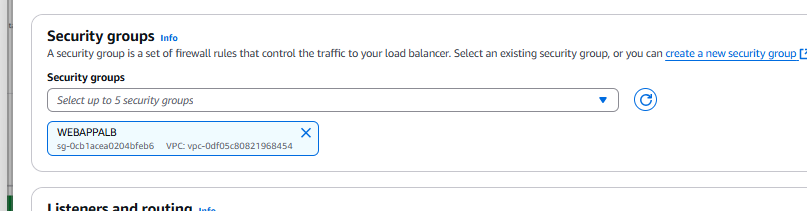 Security groups Info
A security group is a set of firewall rules that control the traffic to your load balancer. Select an existing security group, or you can create a new security group
Security groups
Select up to 5 security groups
WEBAPPALB
sg-0cb1acea0204bfeb6 VPC: vpc-0df05c80821968454
Listeners and routing Info